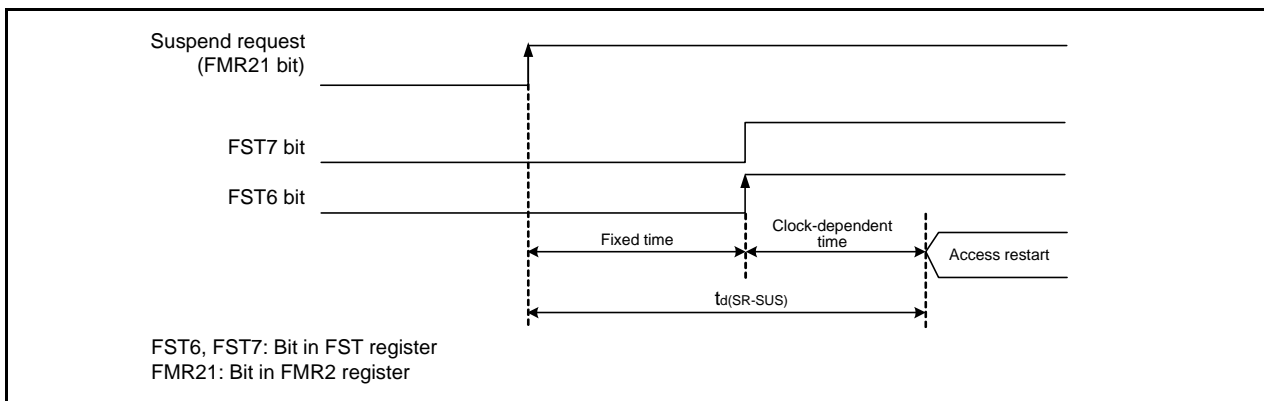 Suspend request
(FMR21 bit)
FST7 bit
FST6 bit
Fixed time
Clock-dependent
time
Access restart
td(SR-SUS)
FST6, FST7: Bit in FST register
FMR21: Bit in FMR2 register